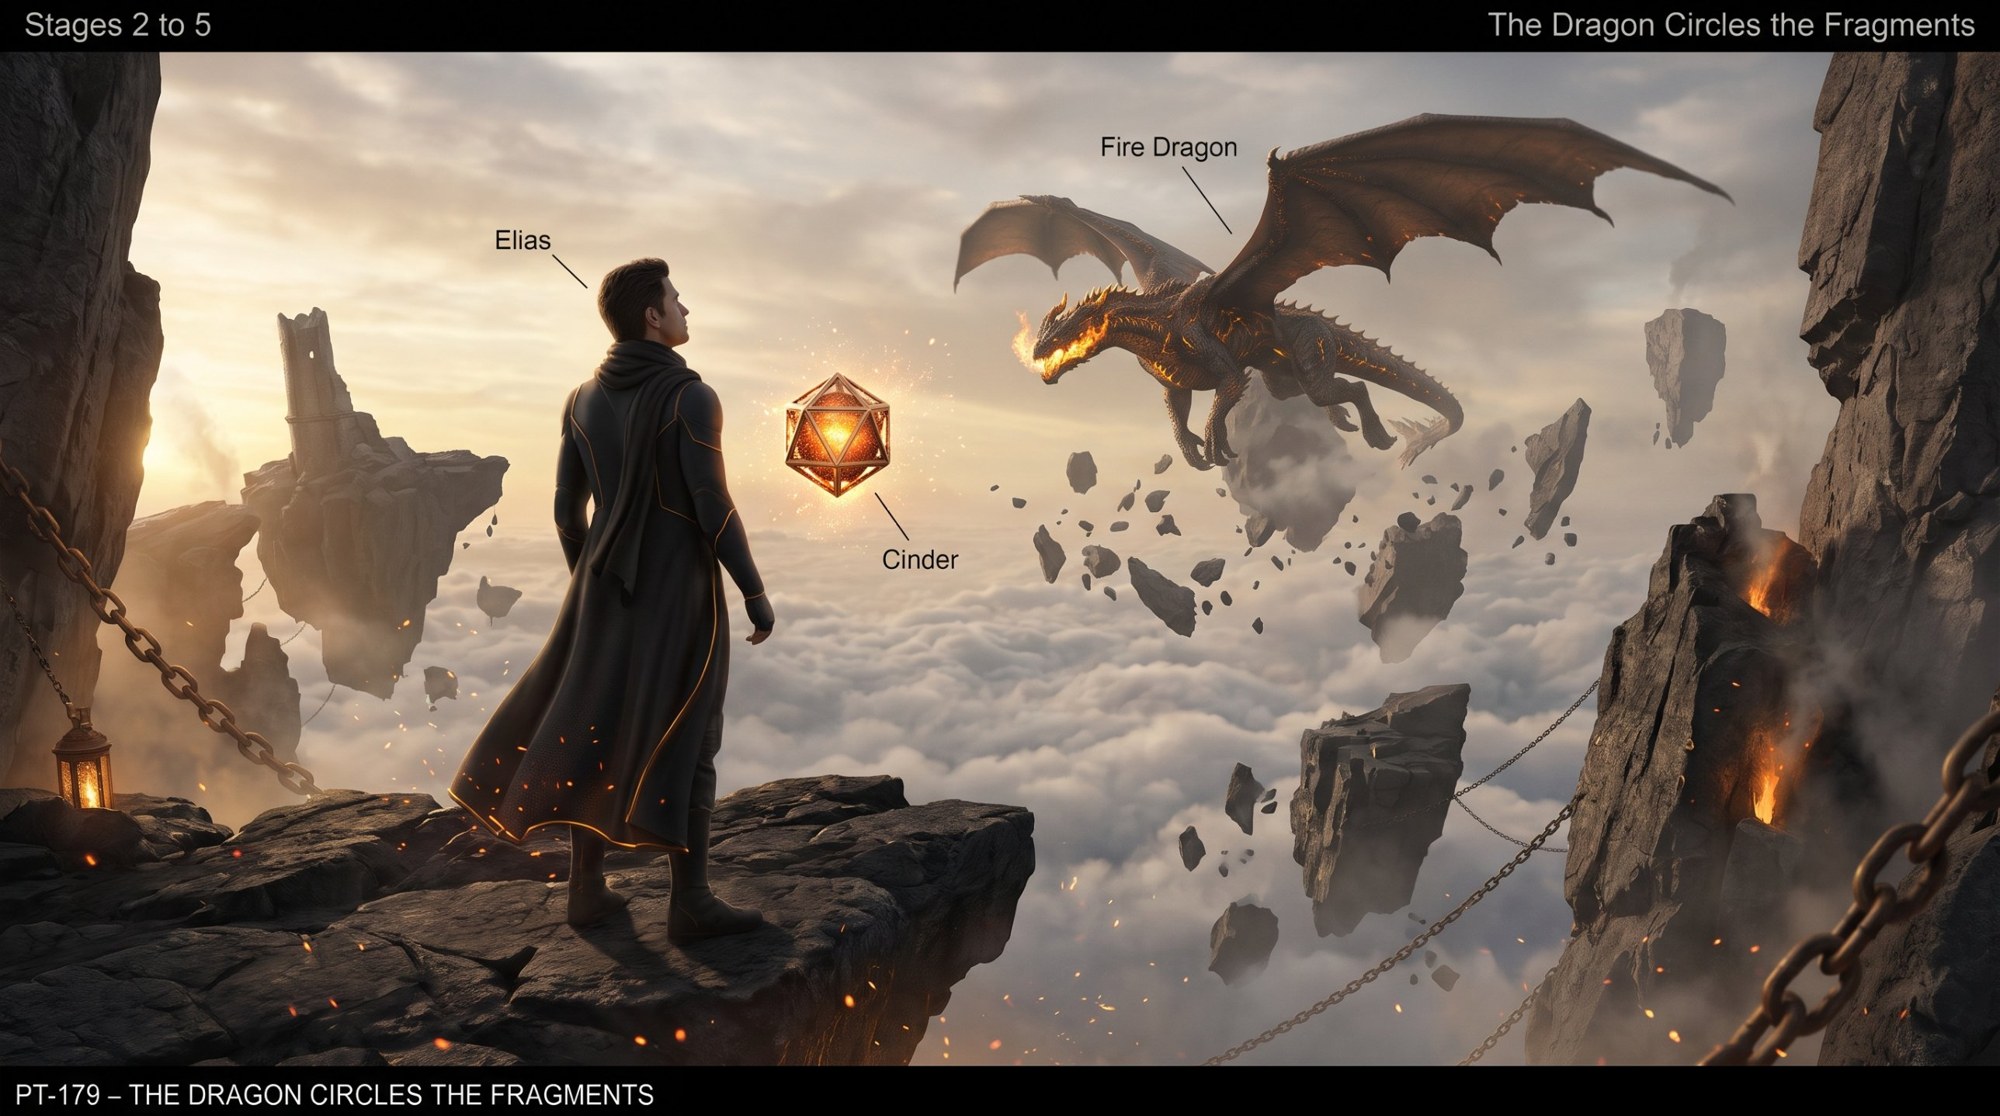 Stages 2 to 5
The Dragon Circles the Fragments
Fire Dragon
Elias
Cinder
PT-179 – THE DRAGON CIRCLES THE FRAGMENTS